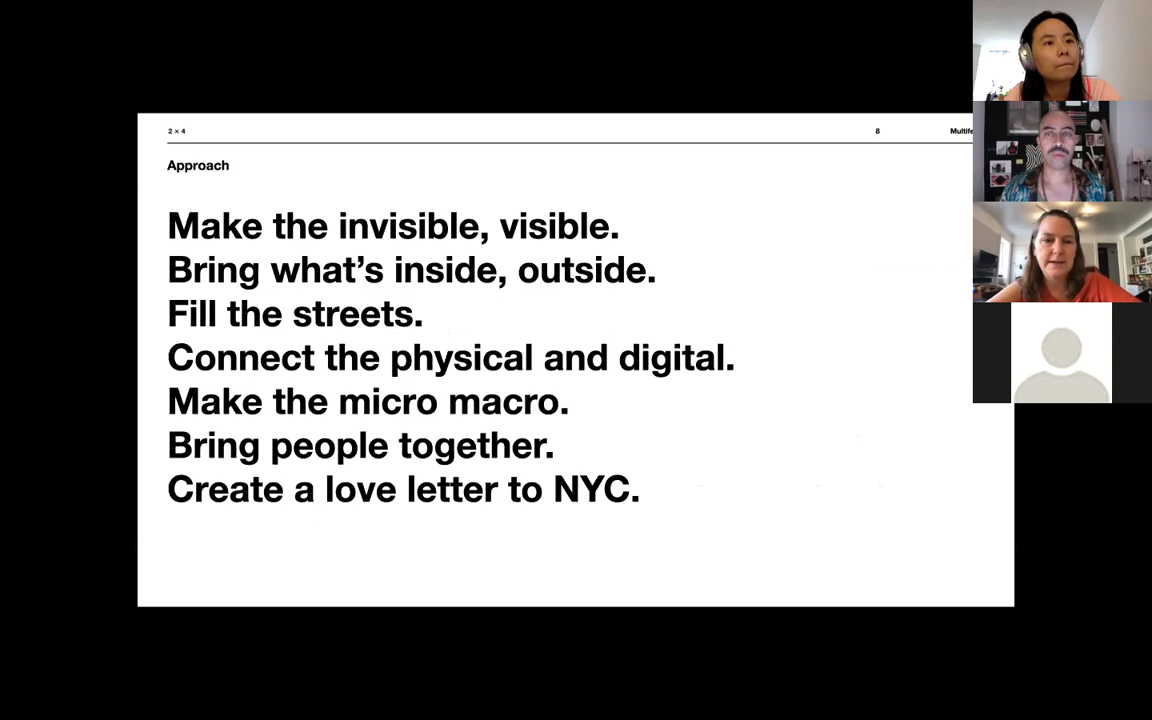 2 × 4
8
Approach
Make the invisible, visible.
Bring what’s inside, outside.
Fill the streets.
Connect the physical and digital.
Make the micro macro.
Bring people together.
Create a love letter to NYC.